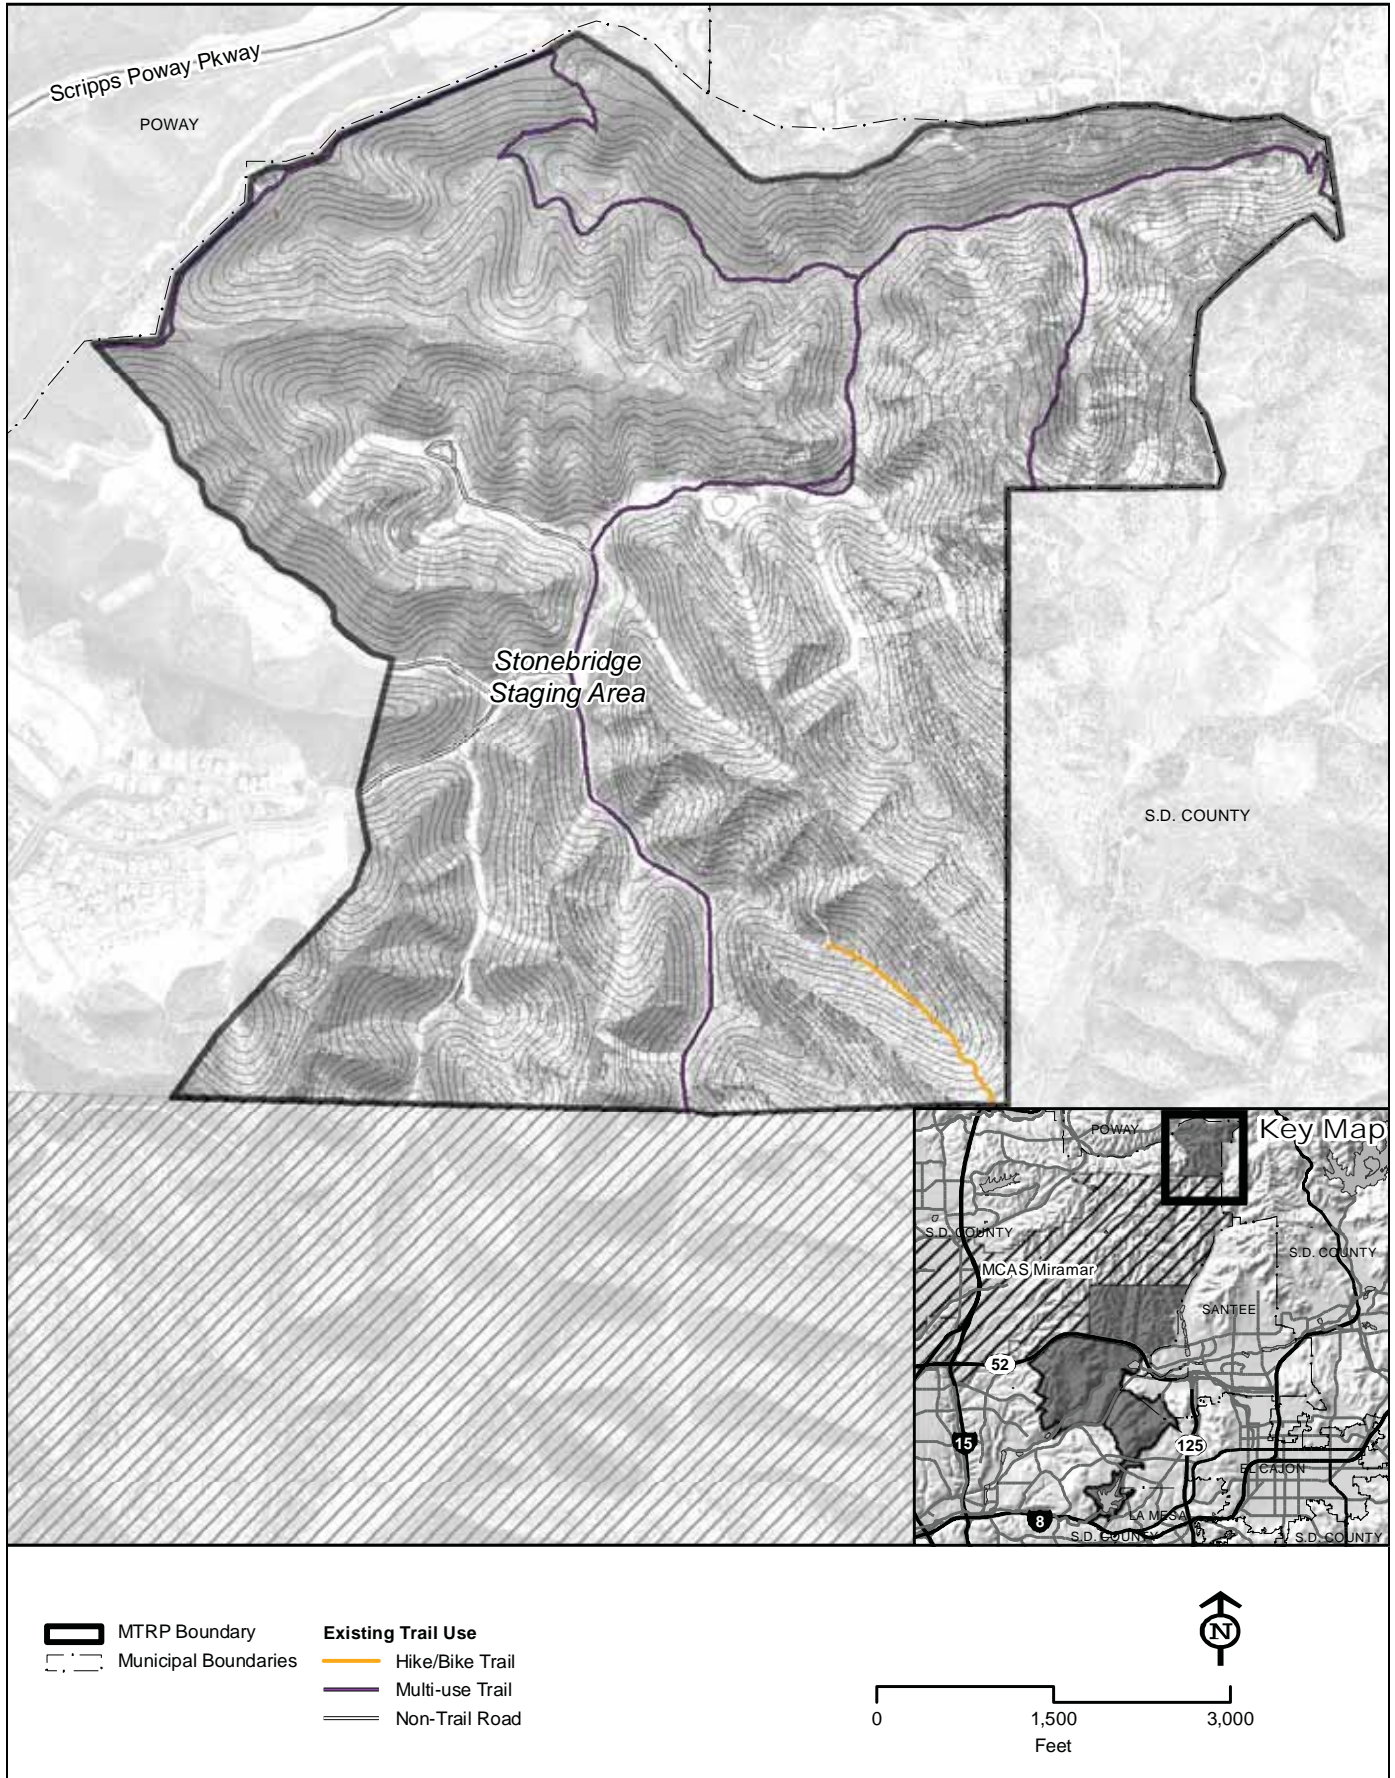 Scripps Poway Pkway
POWAY
Stonebridge
Staging Area
S.D. COUNTY
Key Map
POWAY
S.D. COUNTY
S.D. COUNTY
MCAS Miramar
SANTEE
52
15
125
EL CAJON
8
LA MESA
S.D. COUNTY
S.D. COUNTY
MTRP Boundary
Municipal Boundaries
Existing Trail Use
Hike/Bike Trail
Multi-use Trail
Non-Trail Road
N
0 1,500 3,000
Feet